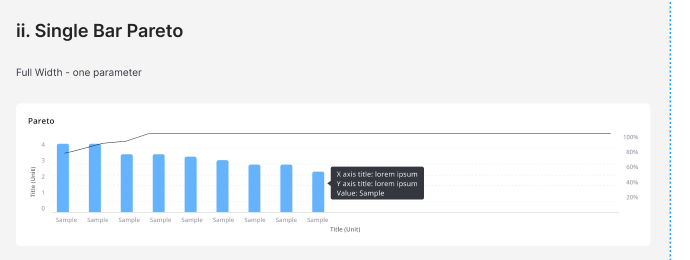 ii. Single Bar Pareto
Full Width - one parameter
Pareto
Title (Unit)
4
3
2
1
0
100%
80%
60%
40%
20%
X axis title: lorem ipsum
Y axis title: lorem ipsum
Value: Sample
Sample Sample Sample Sample Sample Sample Sample Sample Sample
Title (Unit)